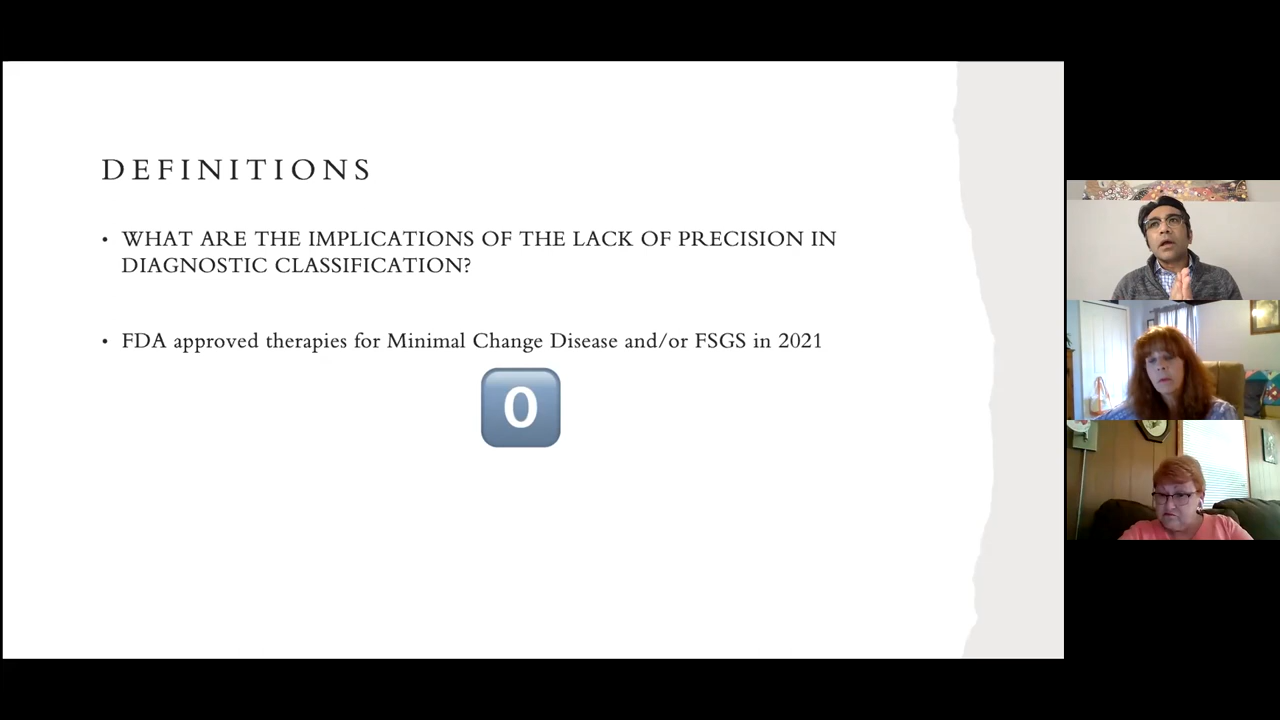 DEFINITIONS
• WHAT ARE THE IMPLICATIONS OF THE LACK OF PRECISION IN
DIAGNOSTIC CLASSIFICATION?
• FDA approved therapies for Minimal Change Disease and/or FSGS in 2021
0